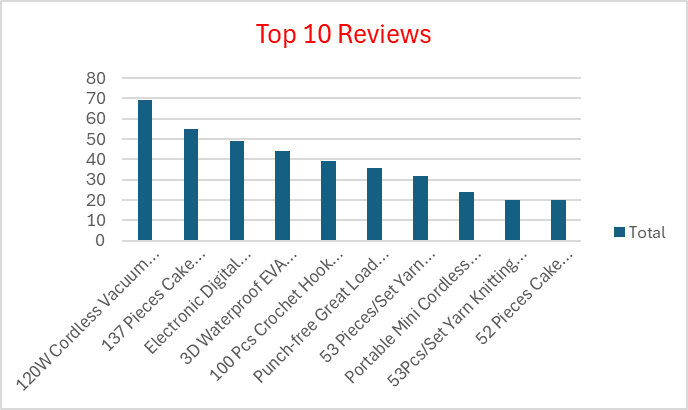 Top 10 Reviews
80
70
60
50
40
30
20
10
0
120W Cordless Vacuum...
137 Pieces Cake...
Electronic Digital...
3D Waterproof EVA...
100 Pcs Crochet Hook...
Punch-free Great Load...
53 Pieces/Set Yarn...
Portable Mini Cordless...
53Pcs/Set Yarn Knitting...
52 Pieces Cake...
Total